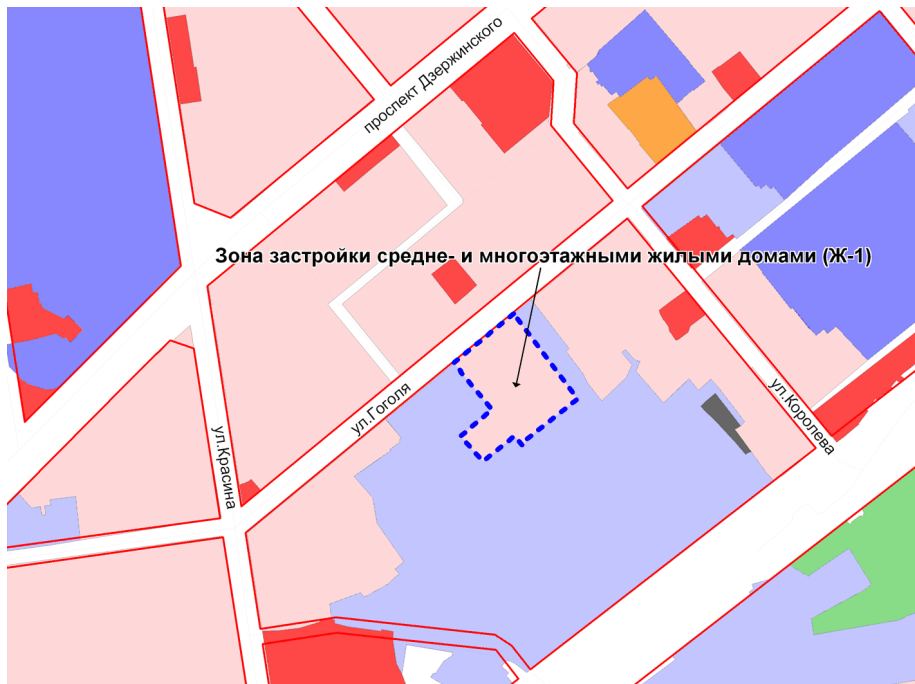 проспект Дзержинского
Зона застройки средне- и многоэтажными жилыми домами (Ж-1)
ул.Гоголя
ул.Королева
ул.Красина